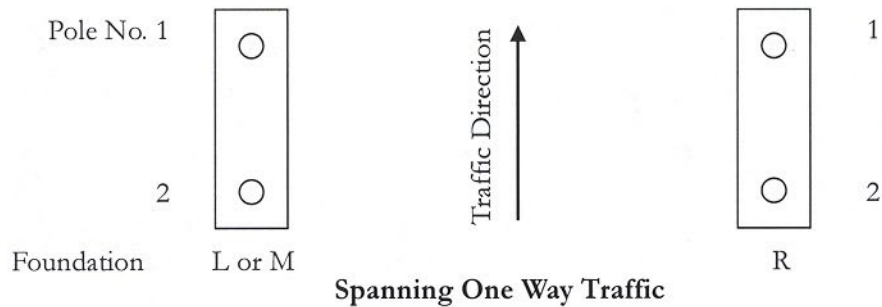 Pole No. 1
1
Traffic Direction
2
2
Foundation L or M R
Spanning One Way Traffic